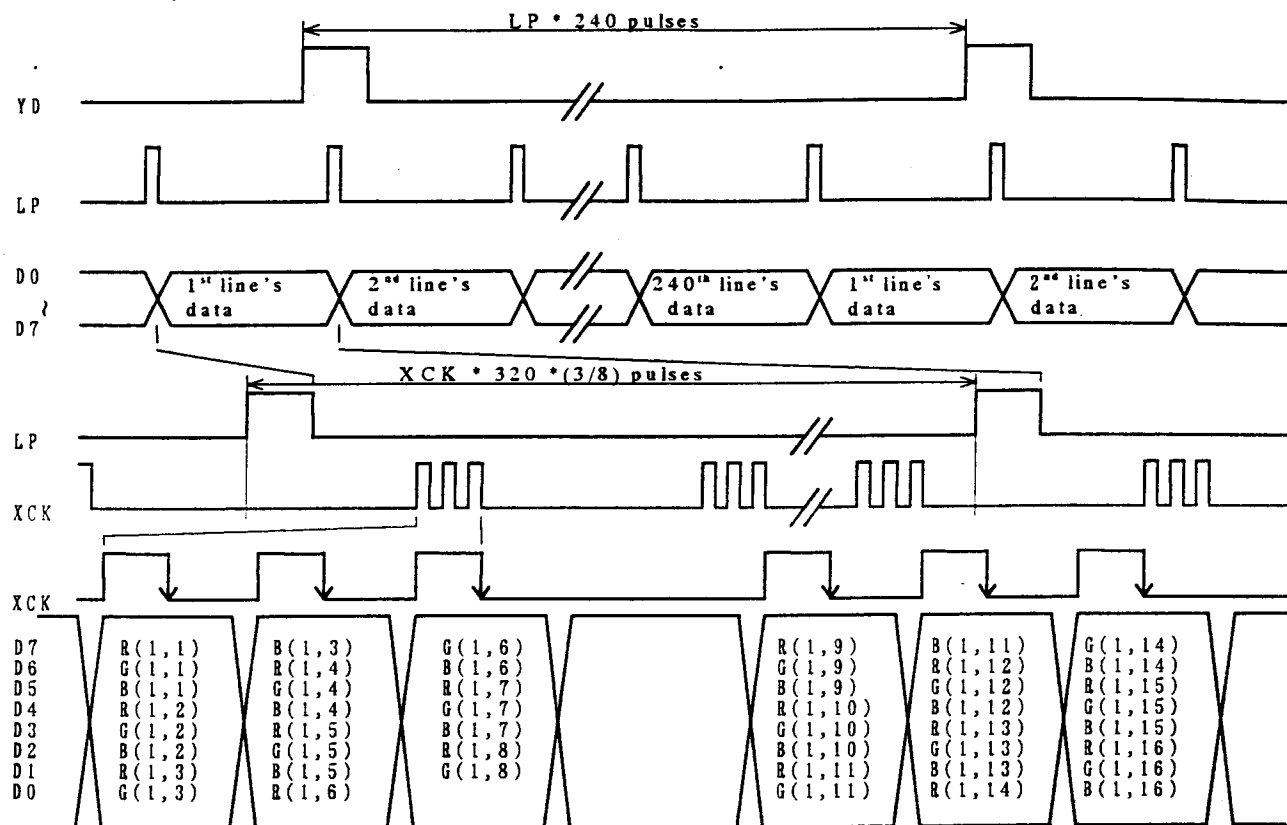 LP * 240 pulses
YD
LP
D0 1st line's data 2nd line's data 240th line's data 1st line's data 2nd line's data
~
D7
XCK * 320 *(3/8) pulses
LP
XCK
XCK
D7 R(1,1) B(1,3) G(1,6) R(1,9) B(1,11) G(1,14)
D6 G(1,1) R(1,4) B(1,6) G(1,9) R(1,12) B(1,14)
D5 B(1,1) G(1,4) R(1,7) B(1,9) G(1,12) R(1,15)
D4 R(1,2) B(1,4) G(1,7) R(1,10) B(1,12) G(1,15)
D3 G(1,2) R(1,5) B(1,7) G(1,10) R(1,13) B(1,15)
D2 B(1,2) G(1,5) R(1,8) B(1,10) G(1,13) R(1,16)
D1 R(1,3) B(1,5) G(1,8) R(1,11) B(1,13) G(1,16)
D0 G(1,3) R(1,6) G(1,11) R(1,14) B(1,16)